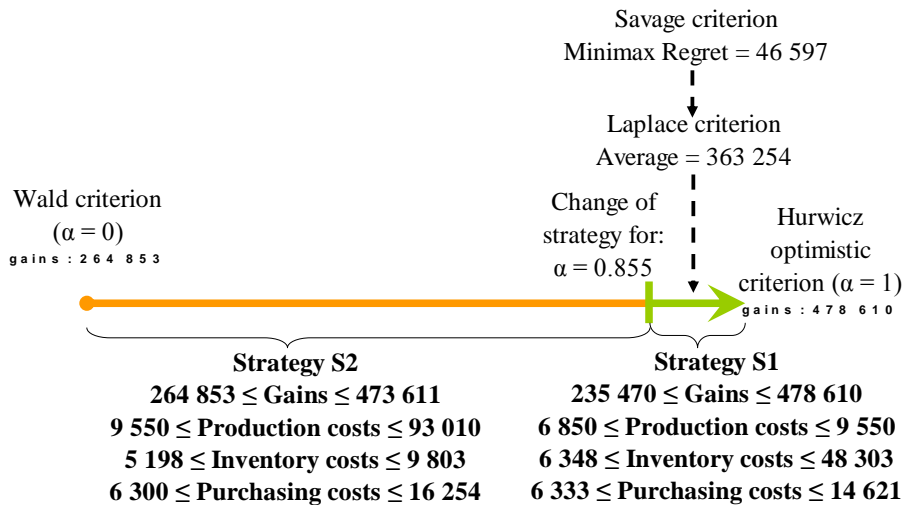 Savage criterion
Minimax Regret = 46 597
Laplace criterion
Average = 363 254
Wald criterion
(α = 0)
gains : 264 853
Change of
strategy for:
α = 0.855
Hurwicz
optimistic
criterion (α = 1)
gains : 478 610
Strategy S2
264 853 ≤ Gains ≤ 473 611
9 550 ≤ Production costs ≤ 93 010
5 198 ≤ Inventory costs ≤ 9 803
6 300 ≤ Purchasing costs ≤ 16 254
Strategy S1
235 470 ≤ Gains ≤ 478 610
6 850 ≤ Production costs ≤ 9 550
6 348 ≤ Inventory costs ≤ 48 303
6 333 ≤ Purchasing costs ≤ 14 621